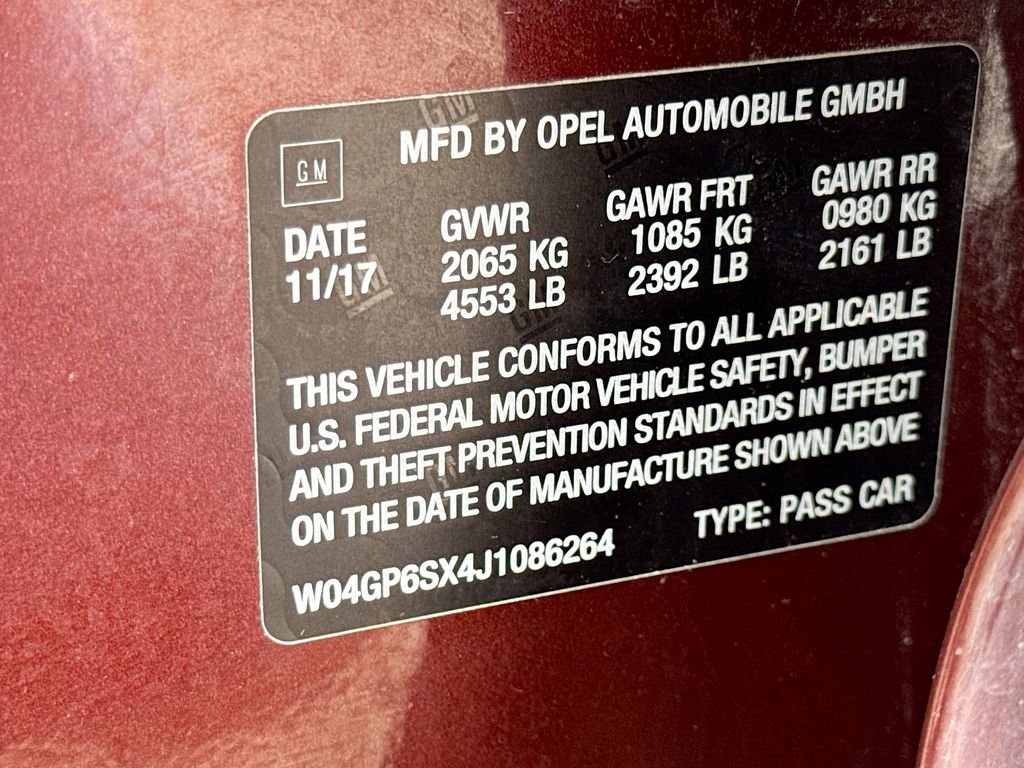 GM
MFD BY OPEL AUTOMOBILE GMBH
DATE
11/17
GVWR
2065 KG
4553 LB
GAWR FRT
1085 KG
2392 LB
GAWR RR
0980 KG
2161 LB
THIS VEHICLE CONFORMS TO ALL APPLICABLE
U.S. FEDERAL MOTOR VEHICLE SAFETY, BUMPER
AND THEFT PREVENTION STANDARDS IN EFFECT
ON THE DATE OF MANUFACTURE SHOWN ABOVE
W04GP6SX4J1086264
TYPE: PASS CAR